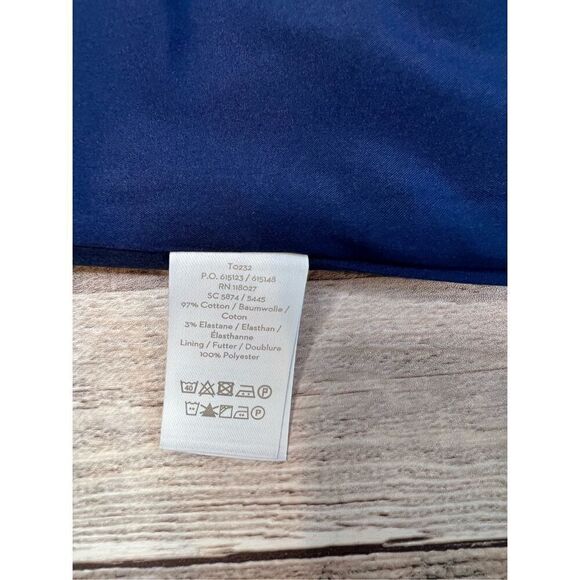 T0232
P.O. 615123 / 615148
RN 118027
SC 5874 / 5445
97% Cotton / Baumwolle /
Coton
3% Elastane / Elasthan /
Élasthanne
Lining / Futter / Doublure
100% Polyester
40 P
P